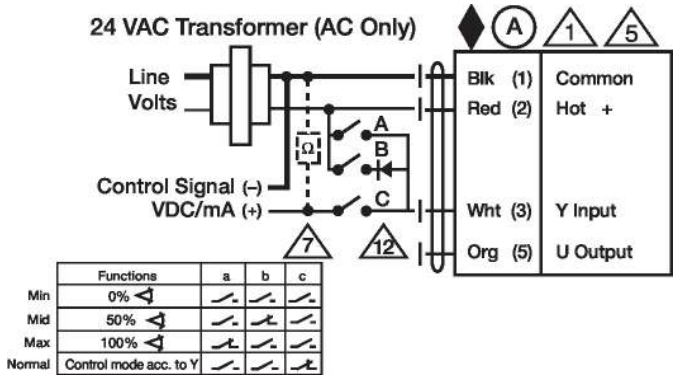 24 VAC Transformer (AC Only)
A
1
5
Line
Volts
Blk (1) Common
Red (2) Hot +
A
B
C
Ω
Control Signal (–)
VDC/mA (+)
Wht (3) Y Input
7
12
Org (5) U Output
Functions a b c
Min 0%
Mid 50%
Max 100%
Normal Control mode acc. to Y